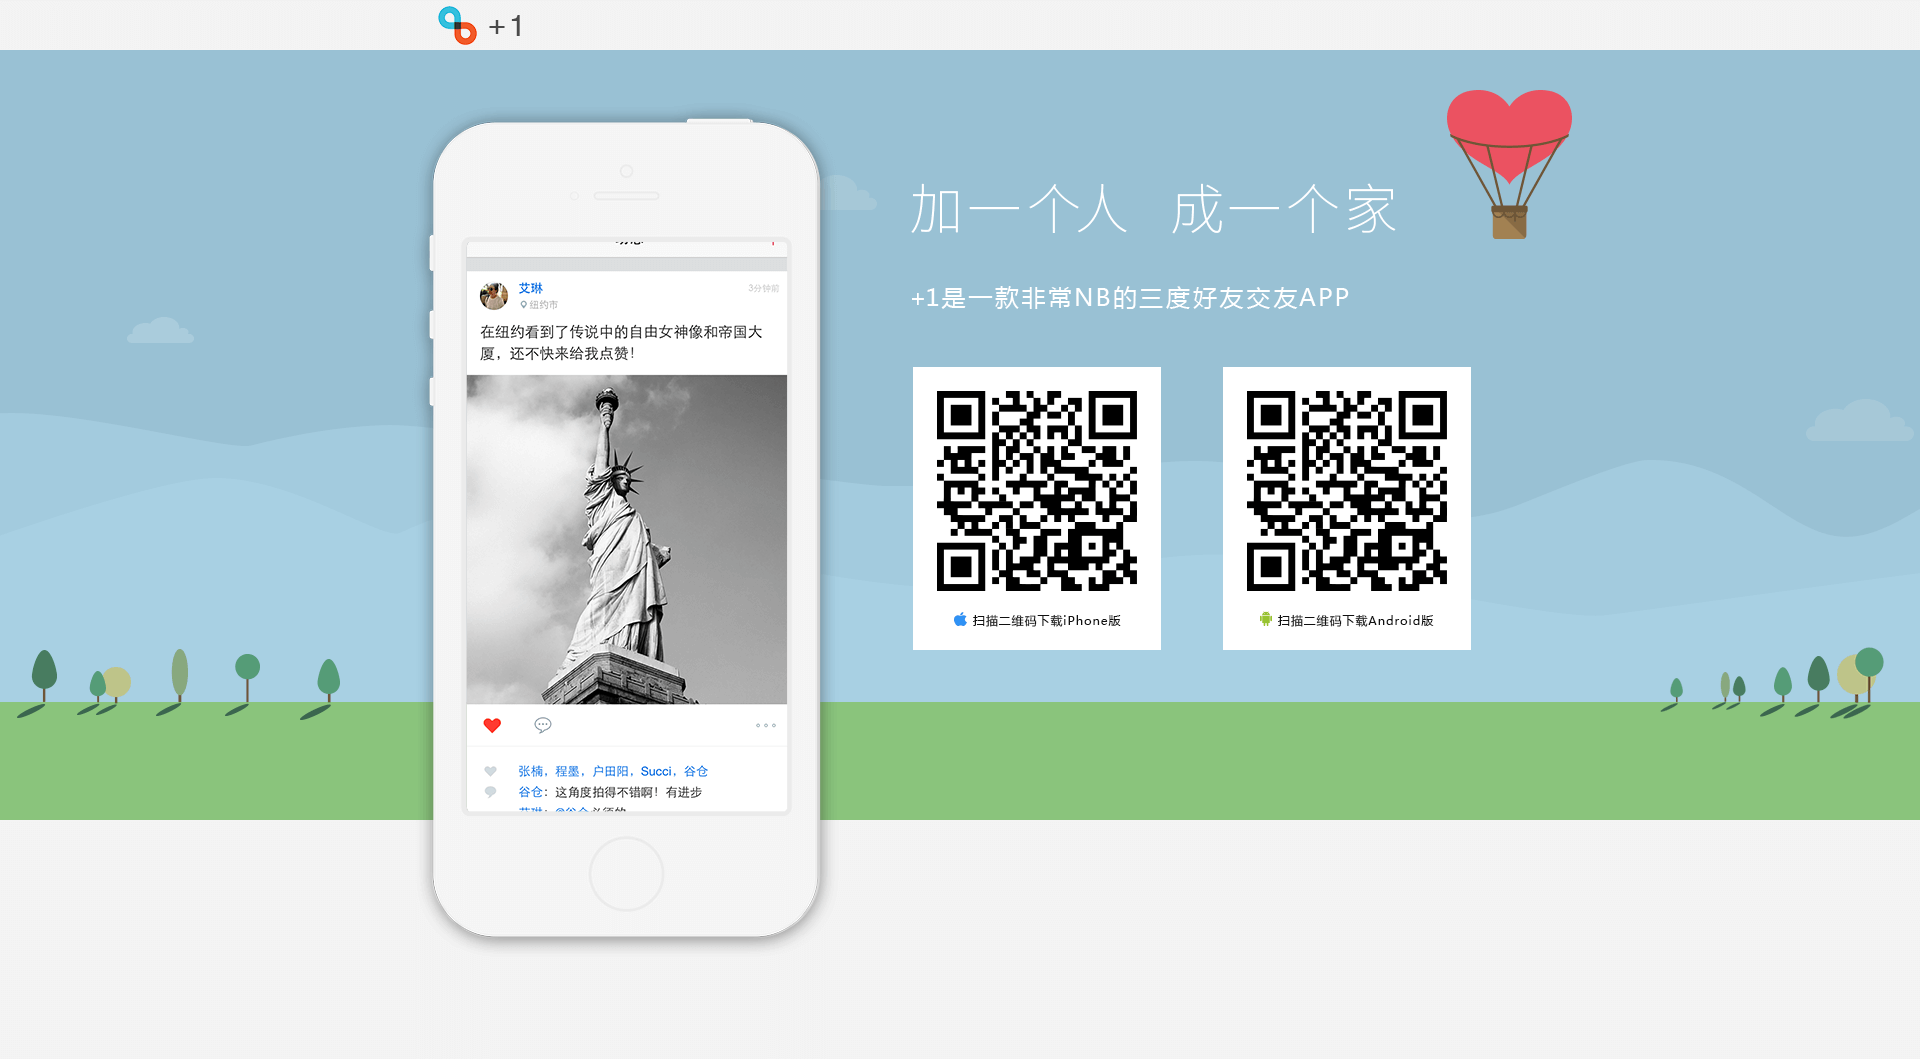 +1
加一个人 成一个家
+1是一款非常NB的三度好友交友APP
艾琳
3分钟前
纽约市
在纽约看到了传说中的自由女神像和帝国大
厦，还不快来给我点赞！
张楠，程墨，户田阳，Succi，谷仓
谷仓：这角度拍得不错啊！有进步
扫描二维码下载iPhone版
扫描二维码下载Android版